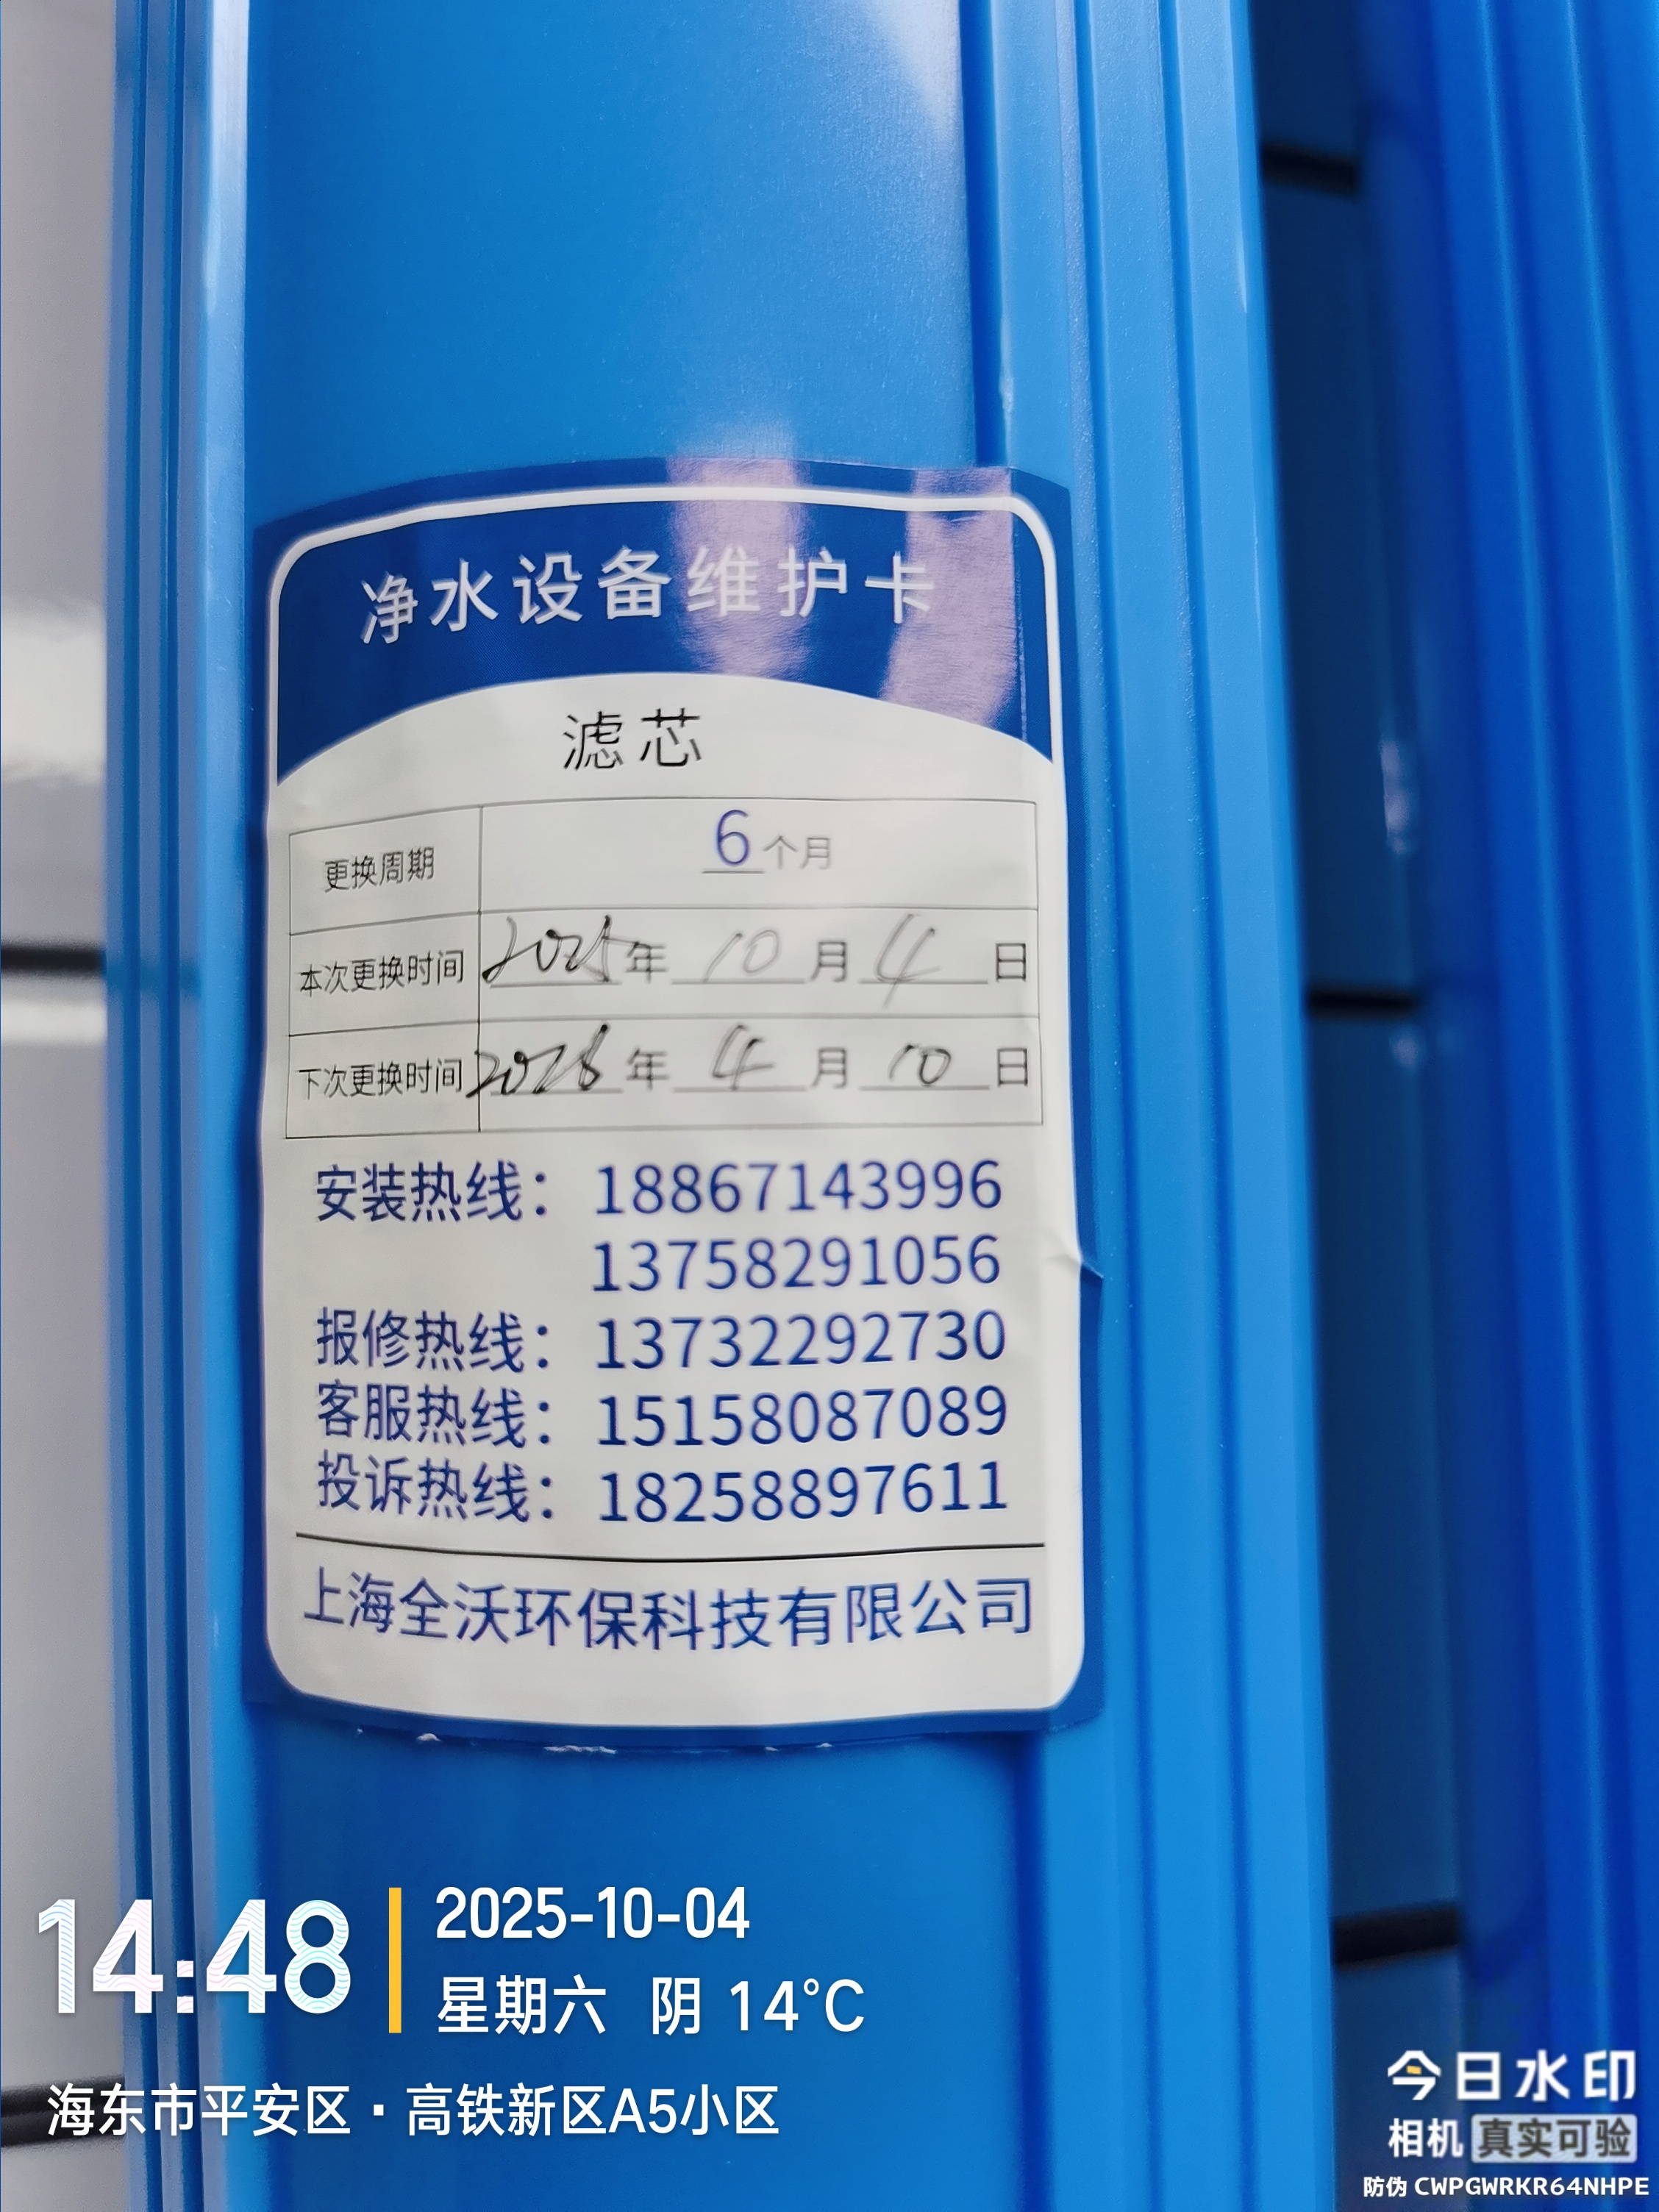 净水设备维护卡
滤芯
更换周期 6个月
本次更换时间 2025年10月4日
下次更换时间 2026年4月10日
安装热线：18867143996
13758291056
报修热线：13732292730
客服热线：15158087089
投诉热线：18258897611
上海全沃环保科技有限公司
14:48
2025-10-04
星期六 阴 14℃
海东市平安区·高铁新区A5小区
今日水印
相机 真实可验
防伪 CWPGWRKR64NHPE